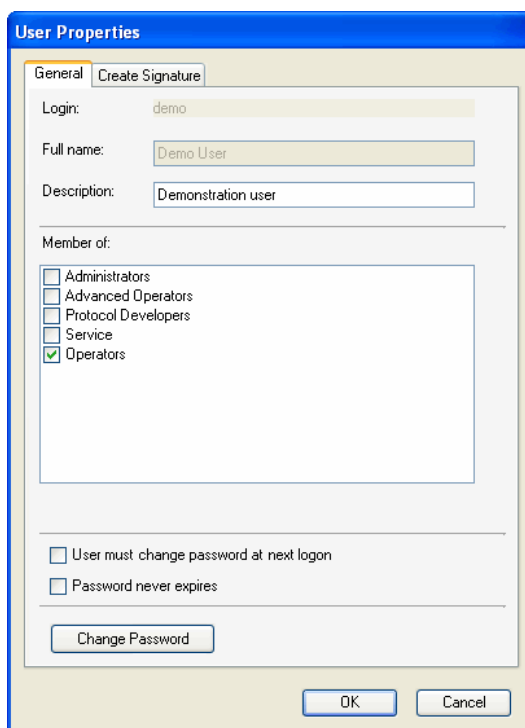 User Properties
General Create Signature
Login: demo
Full name: Demo User
Description: Demonstration user
Member of:
Administrators
Advanced Operators
Protocol Developers
Service
Operators
User must change password at next logon
Password never expires
Change Password
OK Cancel